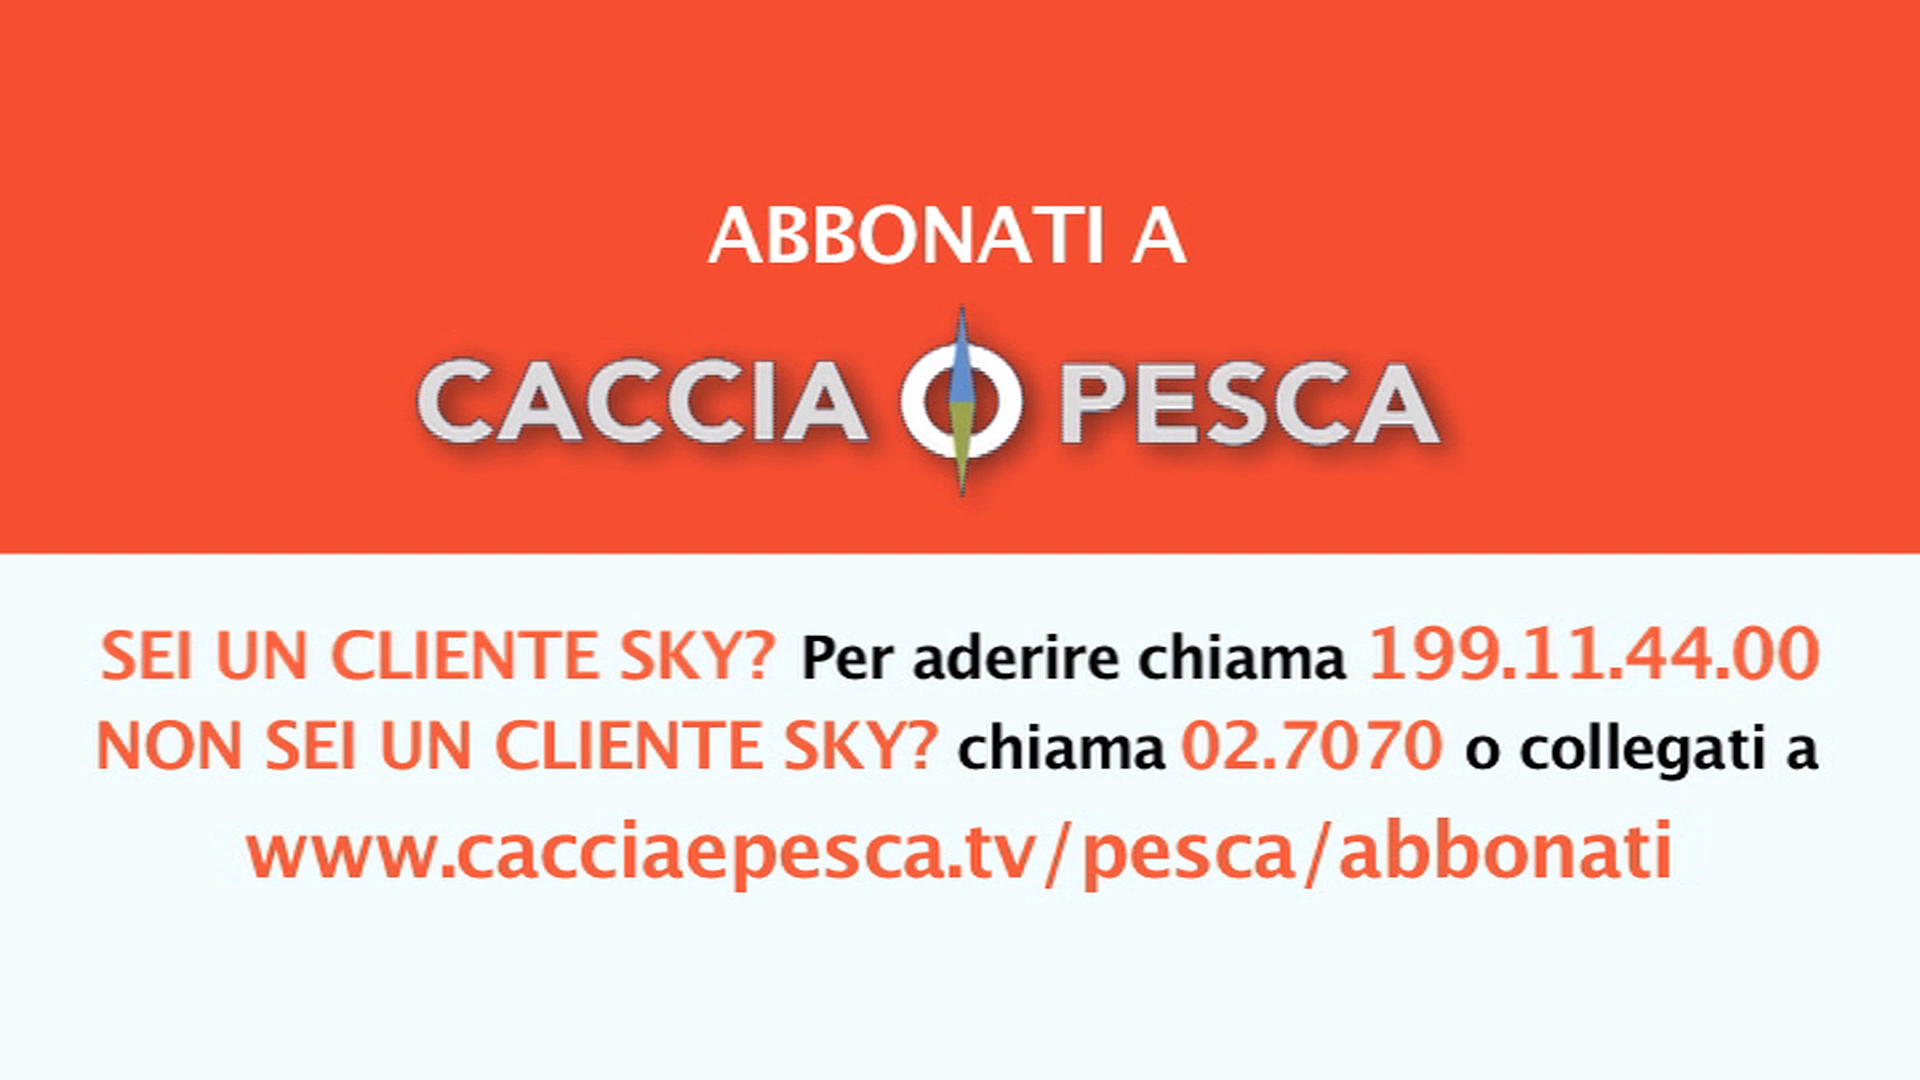 ABBONATI A
CACCIA PESCA
SEI UN CLIENTE SKY? Per aderire chiama 199.11.44.00
NON SEI UN CLIENTE SKY? chiama 02.7070 o collegati a
www.cacciaepesca.tv/pesca/abbonati